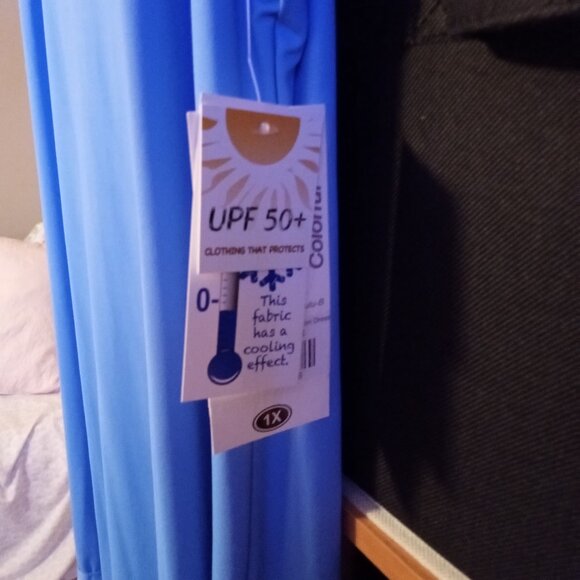 UPF 50+
CLOTHING THAT PROTECTS
0-
This
fabric
has a
cooling
effect.
1X